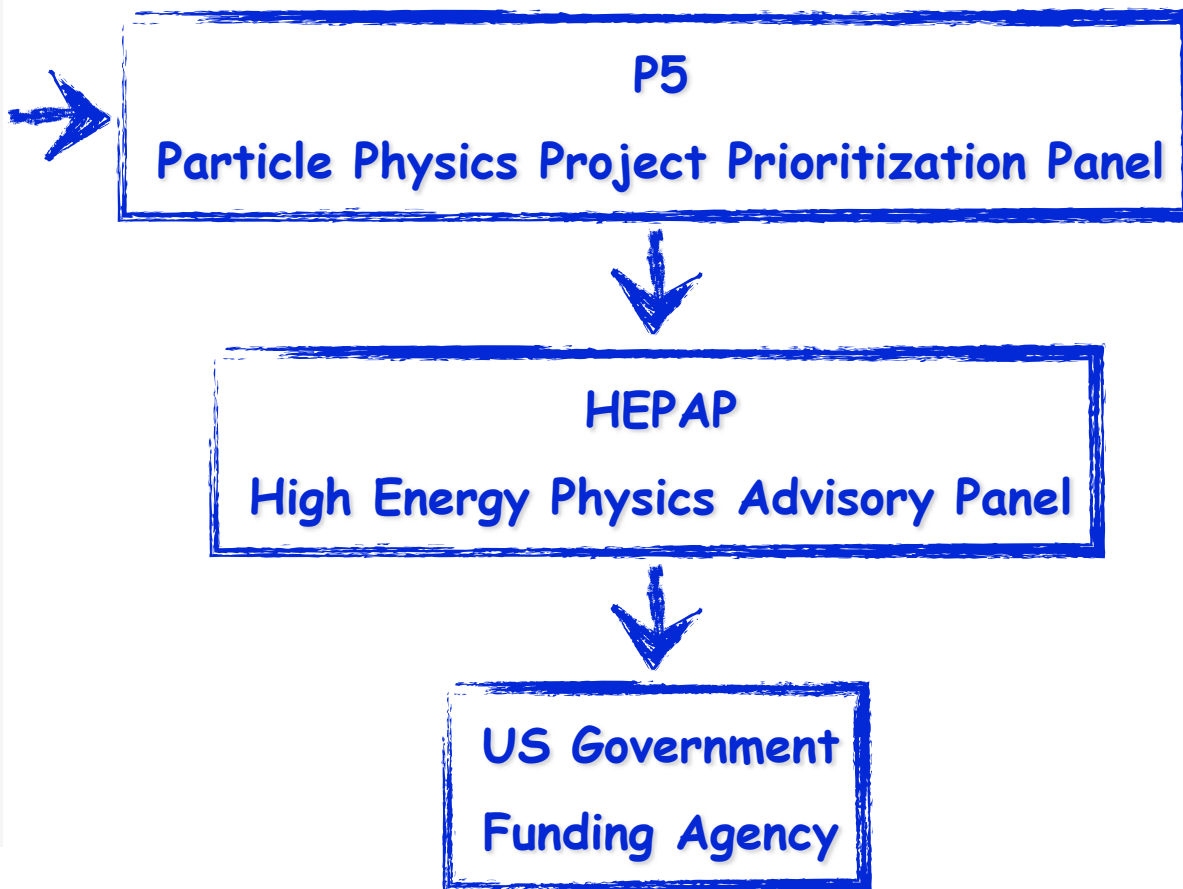 P5
Particle Physics Project Prioritization Panel
HEPAP
High Energy Physics Advisory Panel
US Government
Funding Agency